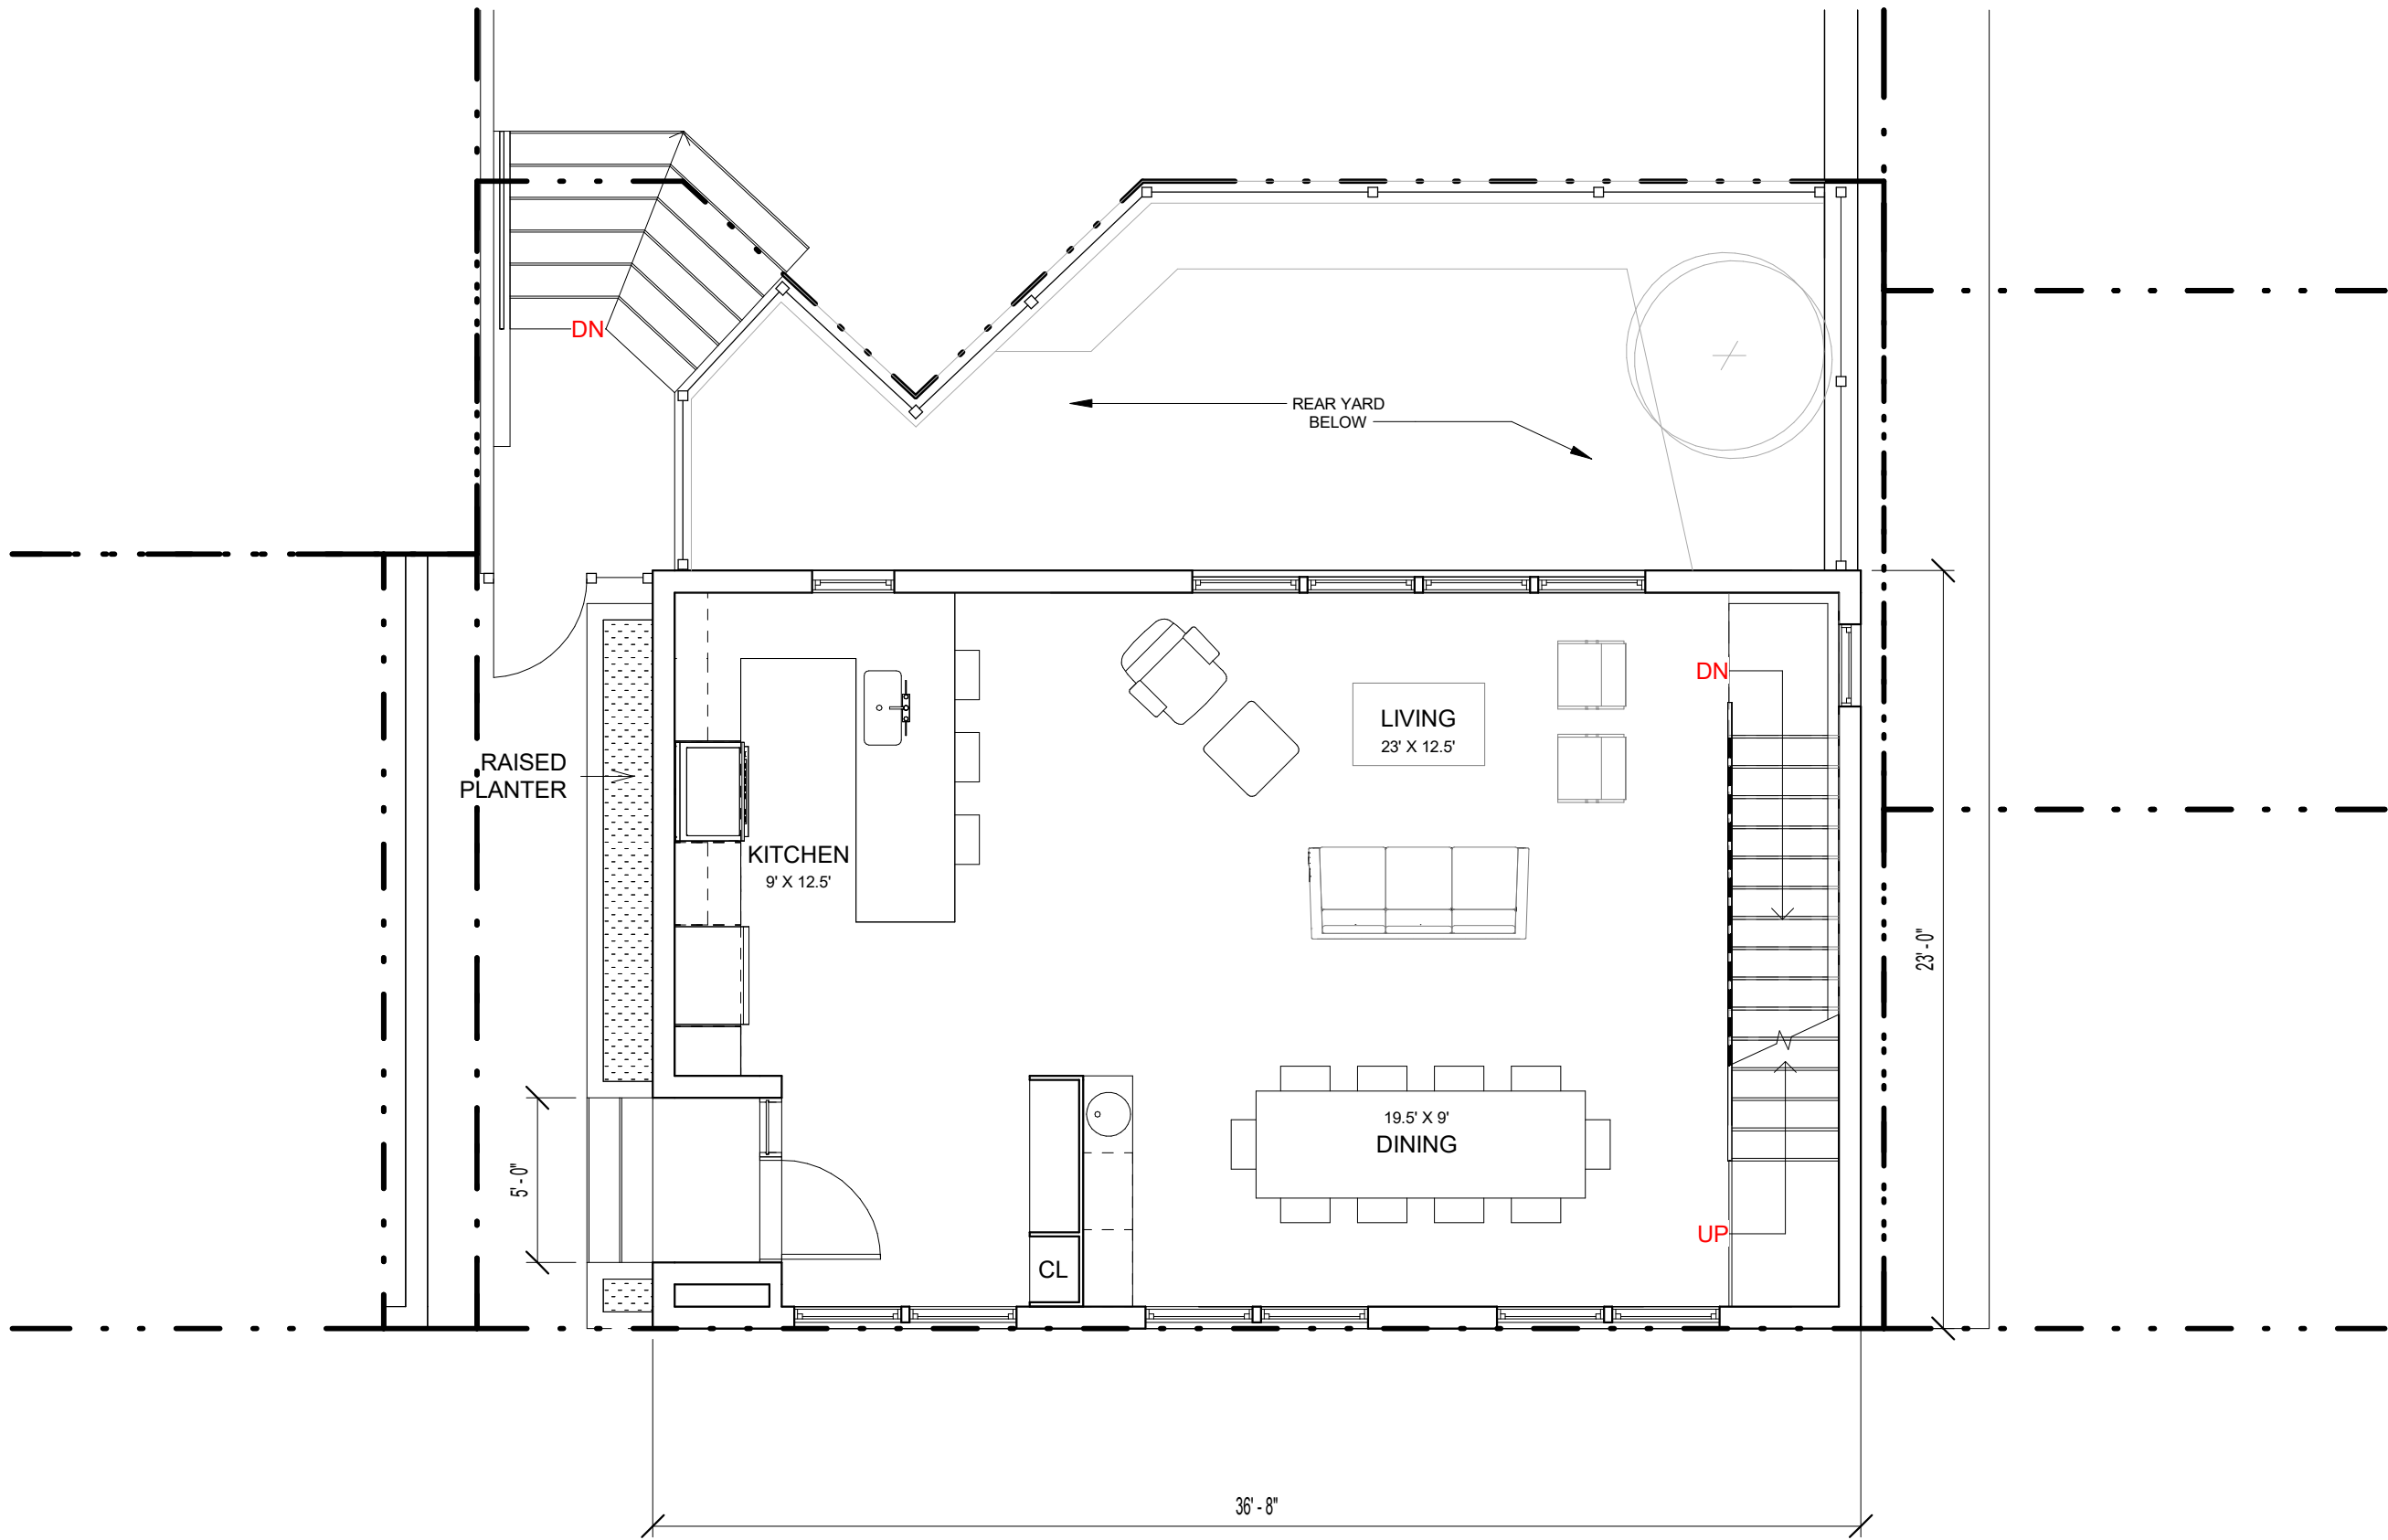 DN
REAR YARD
BELOW
DN
LIVING
23' X 12.5'
RAISED
PLANTER
KITCHEN
9' X 12.5'
23' - 0"
19.5' X 9'
DINING
5' - 0"
UP
CL
36' - 8"